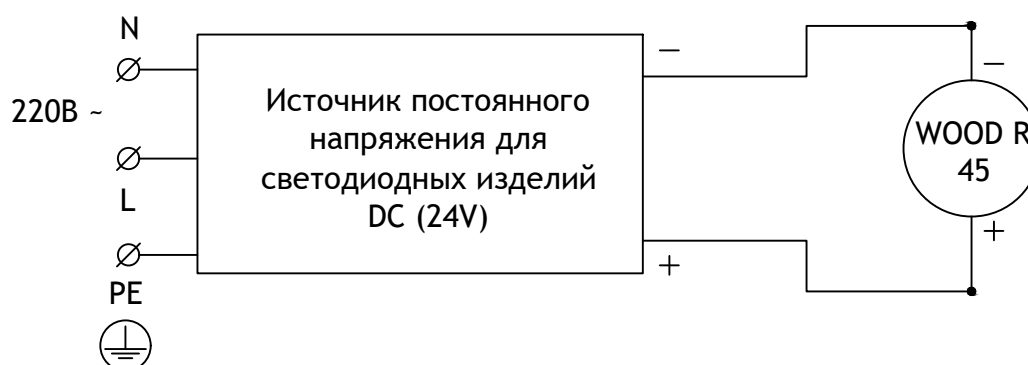 N
220В ~
L
PE
Источник постоянного
напряжения для
светодиодных изделий
DC (24V)
−
+
−
WOOD R
45
+